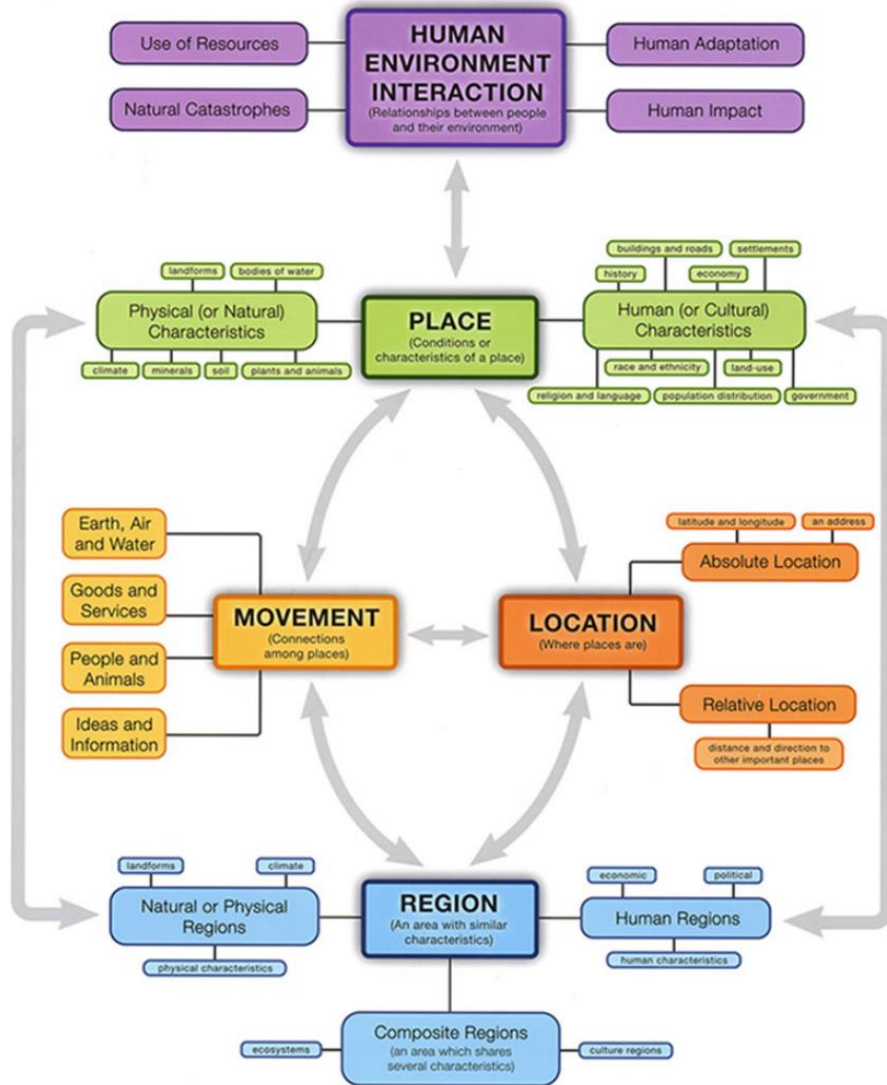 Use of Resources
Natural Catastrophes
HUMAN
ENVIRONMENT
INTERACTION
(Relationships between people
and their environment)
Human Adaptation
Human Impact
landforms
bodies of water
Physical (or Natural)
Characteristics
climate
minerals
soil
plants and animals
PLACE
(Conditions or
characteristics of a place)
buildings and roads
settlements
history
economy
Human (or Cultural)
Characteristics
race and ethnicity
land-use
religion and language
population distribution
government
Earth, Air
and Water
Goods and
Services
People and
Animals
Ideas and
Information
MOVEMENT
(Connections
among places)
LOCATION
(Where places are)
latitude and longitude
an address
Absolute Location
Relative Location
distance and direction to
other important places
landforms
climate
Natural or Physical
Regions
physical characteristics
REGION
(An area with similar
characteristics)
economic
political
Human Regions
human characteristics
Composite Regions
(an area which shares
several characteristics)
ecosystems
culture regions